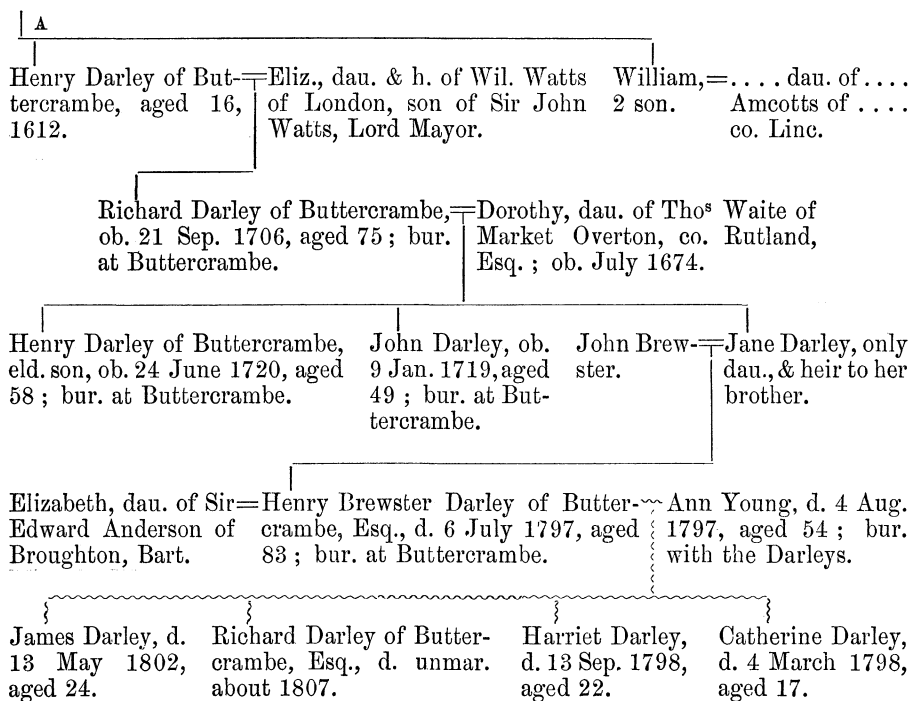 A
Henry Darley of But-
tercrambe, aged 16,
1612.
Eliz., dau. & h. of Wil. Watts
of London, son of Sir John
Watts, Lord Mayor.
William,
2 son.
.... dau. of ....
Amcotts of ....
co. Linc.
Richard Darley of Buttercrambe,
ob. 21 Sep. 1706, aged 75 ; bur.
at Buttercrambe.
Dorothy, dau. of Thoˢ Waite of
Market Overton, co. Rutland,
Esq. ; ob. July 1674.
Henry Darley of Buttercrambe,
eld. son, ob. 24 June 1720, aged
58 ; bur. at Buttercrambe.
John Darley, ob.
9 Jan. 1719, aged
49 ; bur. at But-
tercrambe.
John Brew-
ster.
Jane Darley, only
dau., & heir to her
brother.
Elizabeth, dau. of Sir
Edward Anderson of
Broughton, Bart.
Henry Brewster Darley of Butter-
crambe, Esq., d. 6 July 1797, aged
83 ; bur. at Buttercrambe.
Ann Young, d. 4 Aug.
1797, aged 54 ; bur.
with the Darleys.
James Darley, d.
13 May 1802,
aged 24.
Richard Darley of Butter-
crambe, Esq., d. unmar.
about 1807.
Harriet Darley,
d. 13 Sep. 1798,
aged 22.
Catherine Darley,
d. 4 March 1798,
aged 17.